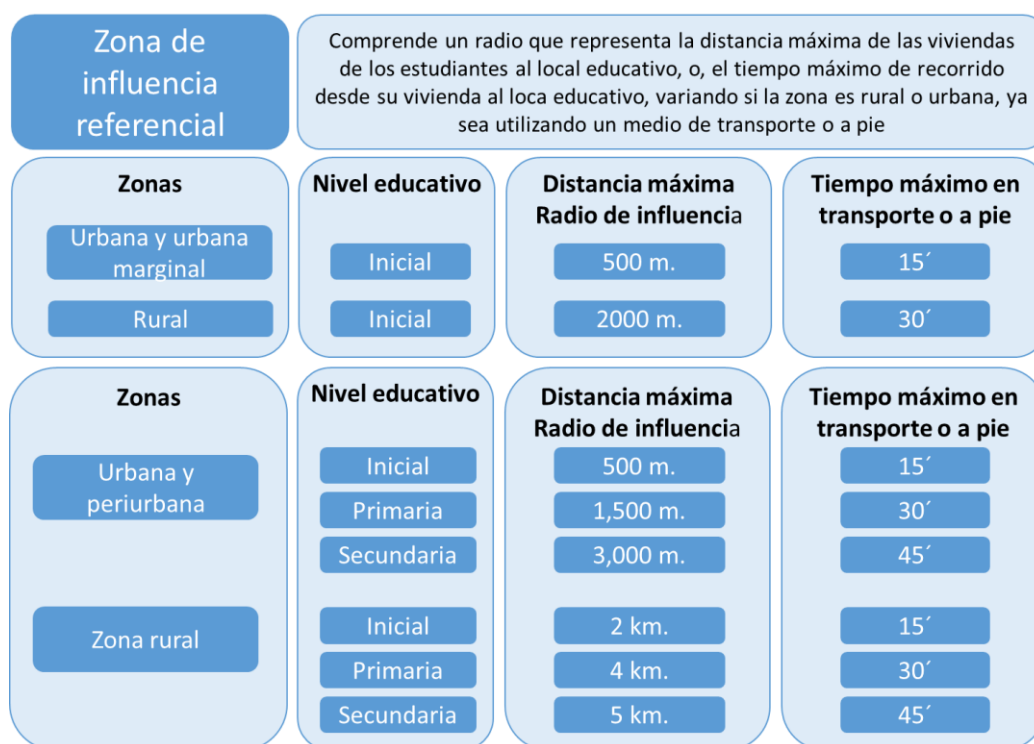 Zona de
influencia
referencial
Comprende un radio que representa la distancia máxima de las viviendas
de los estudiantes al local educativo, o, el tiempo máximo de recorrido
desde su vivienda al loca educativo, variando si la zona es rural o urbana, ya
sea utilizando un medio de transporte o a pie
Zonas
Urbana y urbana
marginal
Rural
Nivel educativo
Inicial
Inicial
Distancia máxima
Radio de influencia
500 m.
2000 m.
Tiempo máximo en
transporte o a pie
15´
30´
Zonas
Urbana y
periurbana
Zona rural
Nivel educativo
Inicial
Primaria
Secundaria
Inicial
Primaria
Secundaria
Distancia máxima
Radio de influencia
500 m.
1,500 m.
3,000 m.
2 km.
4 km.
5 km.
Tiempo máximo en
transporte o a pie
15´
30´
45´
15´
30´
45´